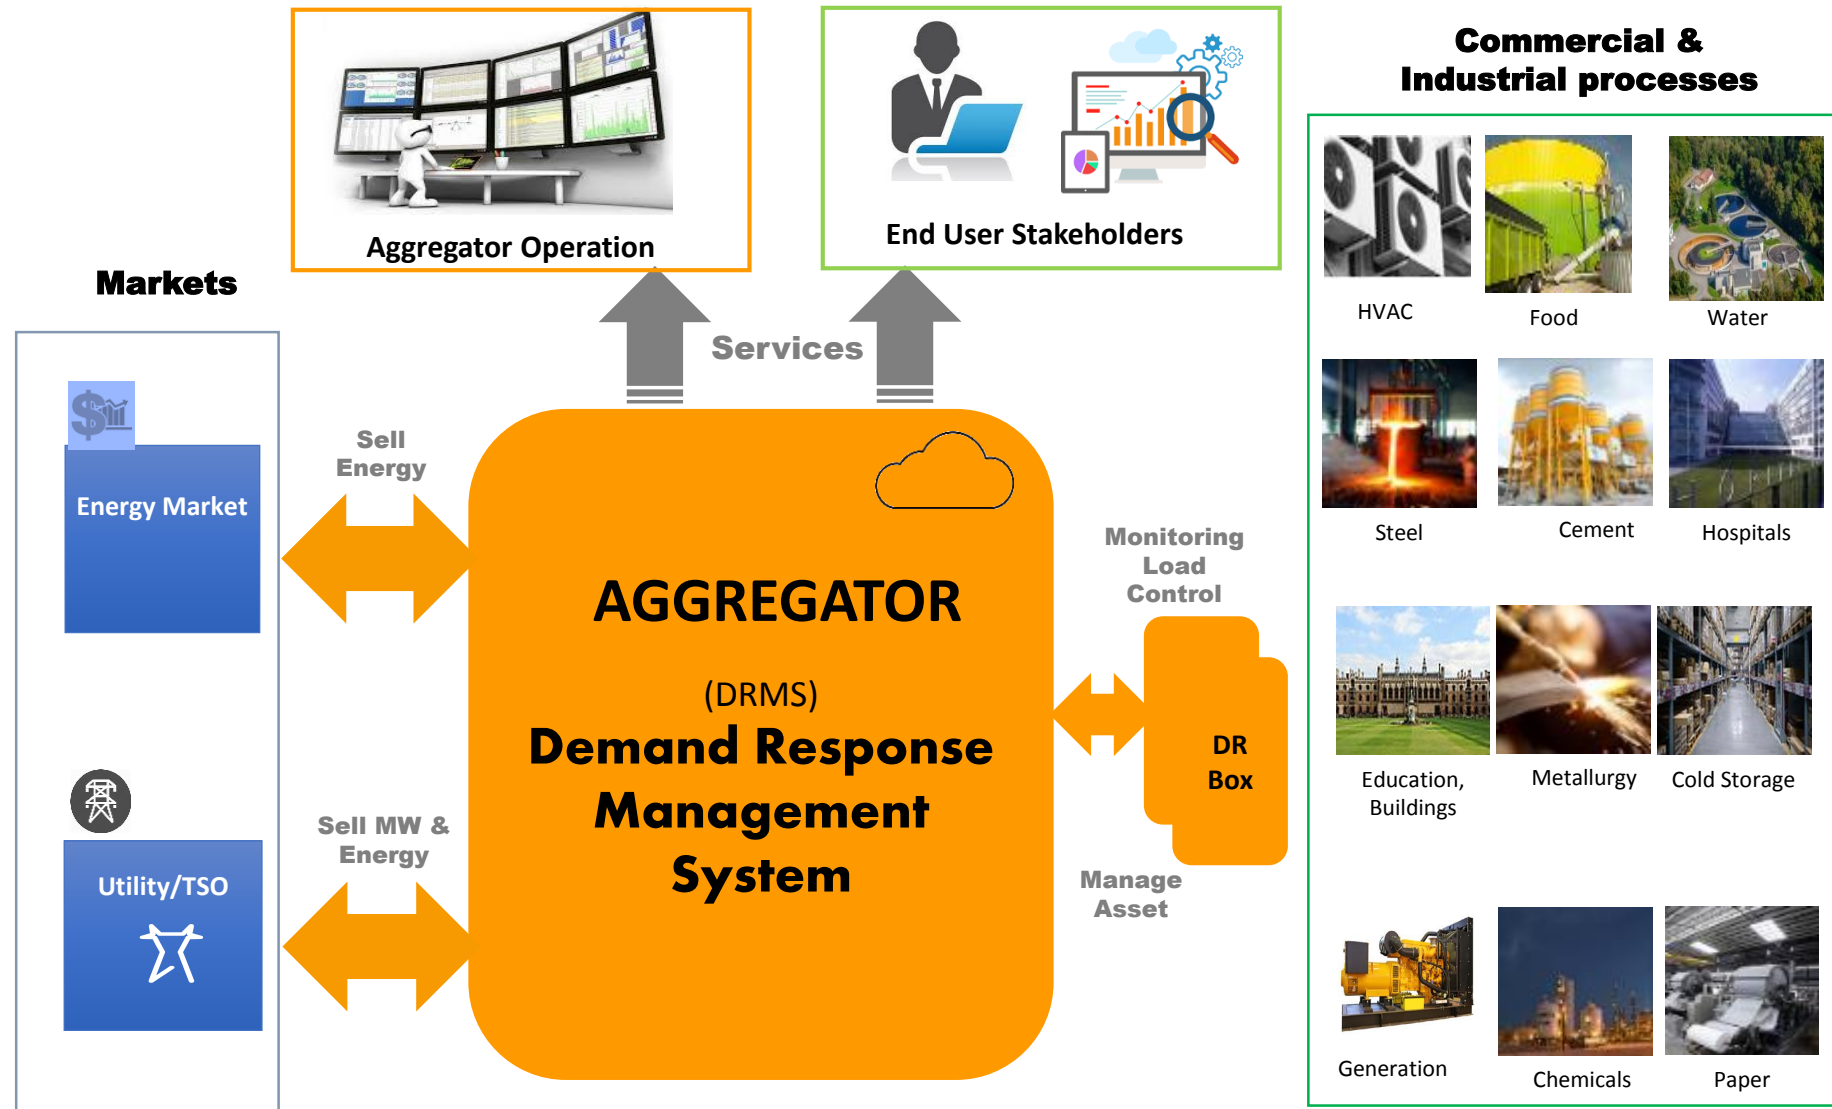 Commercial &
Industrial processes
Aggregator Operation
End User Stakeholders
Markets
Services
HVAC
Food
Water
Sell
Energy
Energy Market
Steel
Cement
Hospitals
Monitoring
Load
Control
AGGREGATOR
(DRMS)
Demand Response
Management
System
DR
Box
Education,
Buildings
Metallurgy
Cold Storage
Sell MW &
Energy
Utility/TSO
Manage
Asset
Generation
Chemicals
Paper